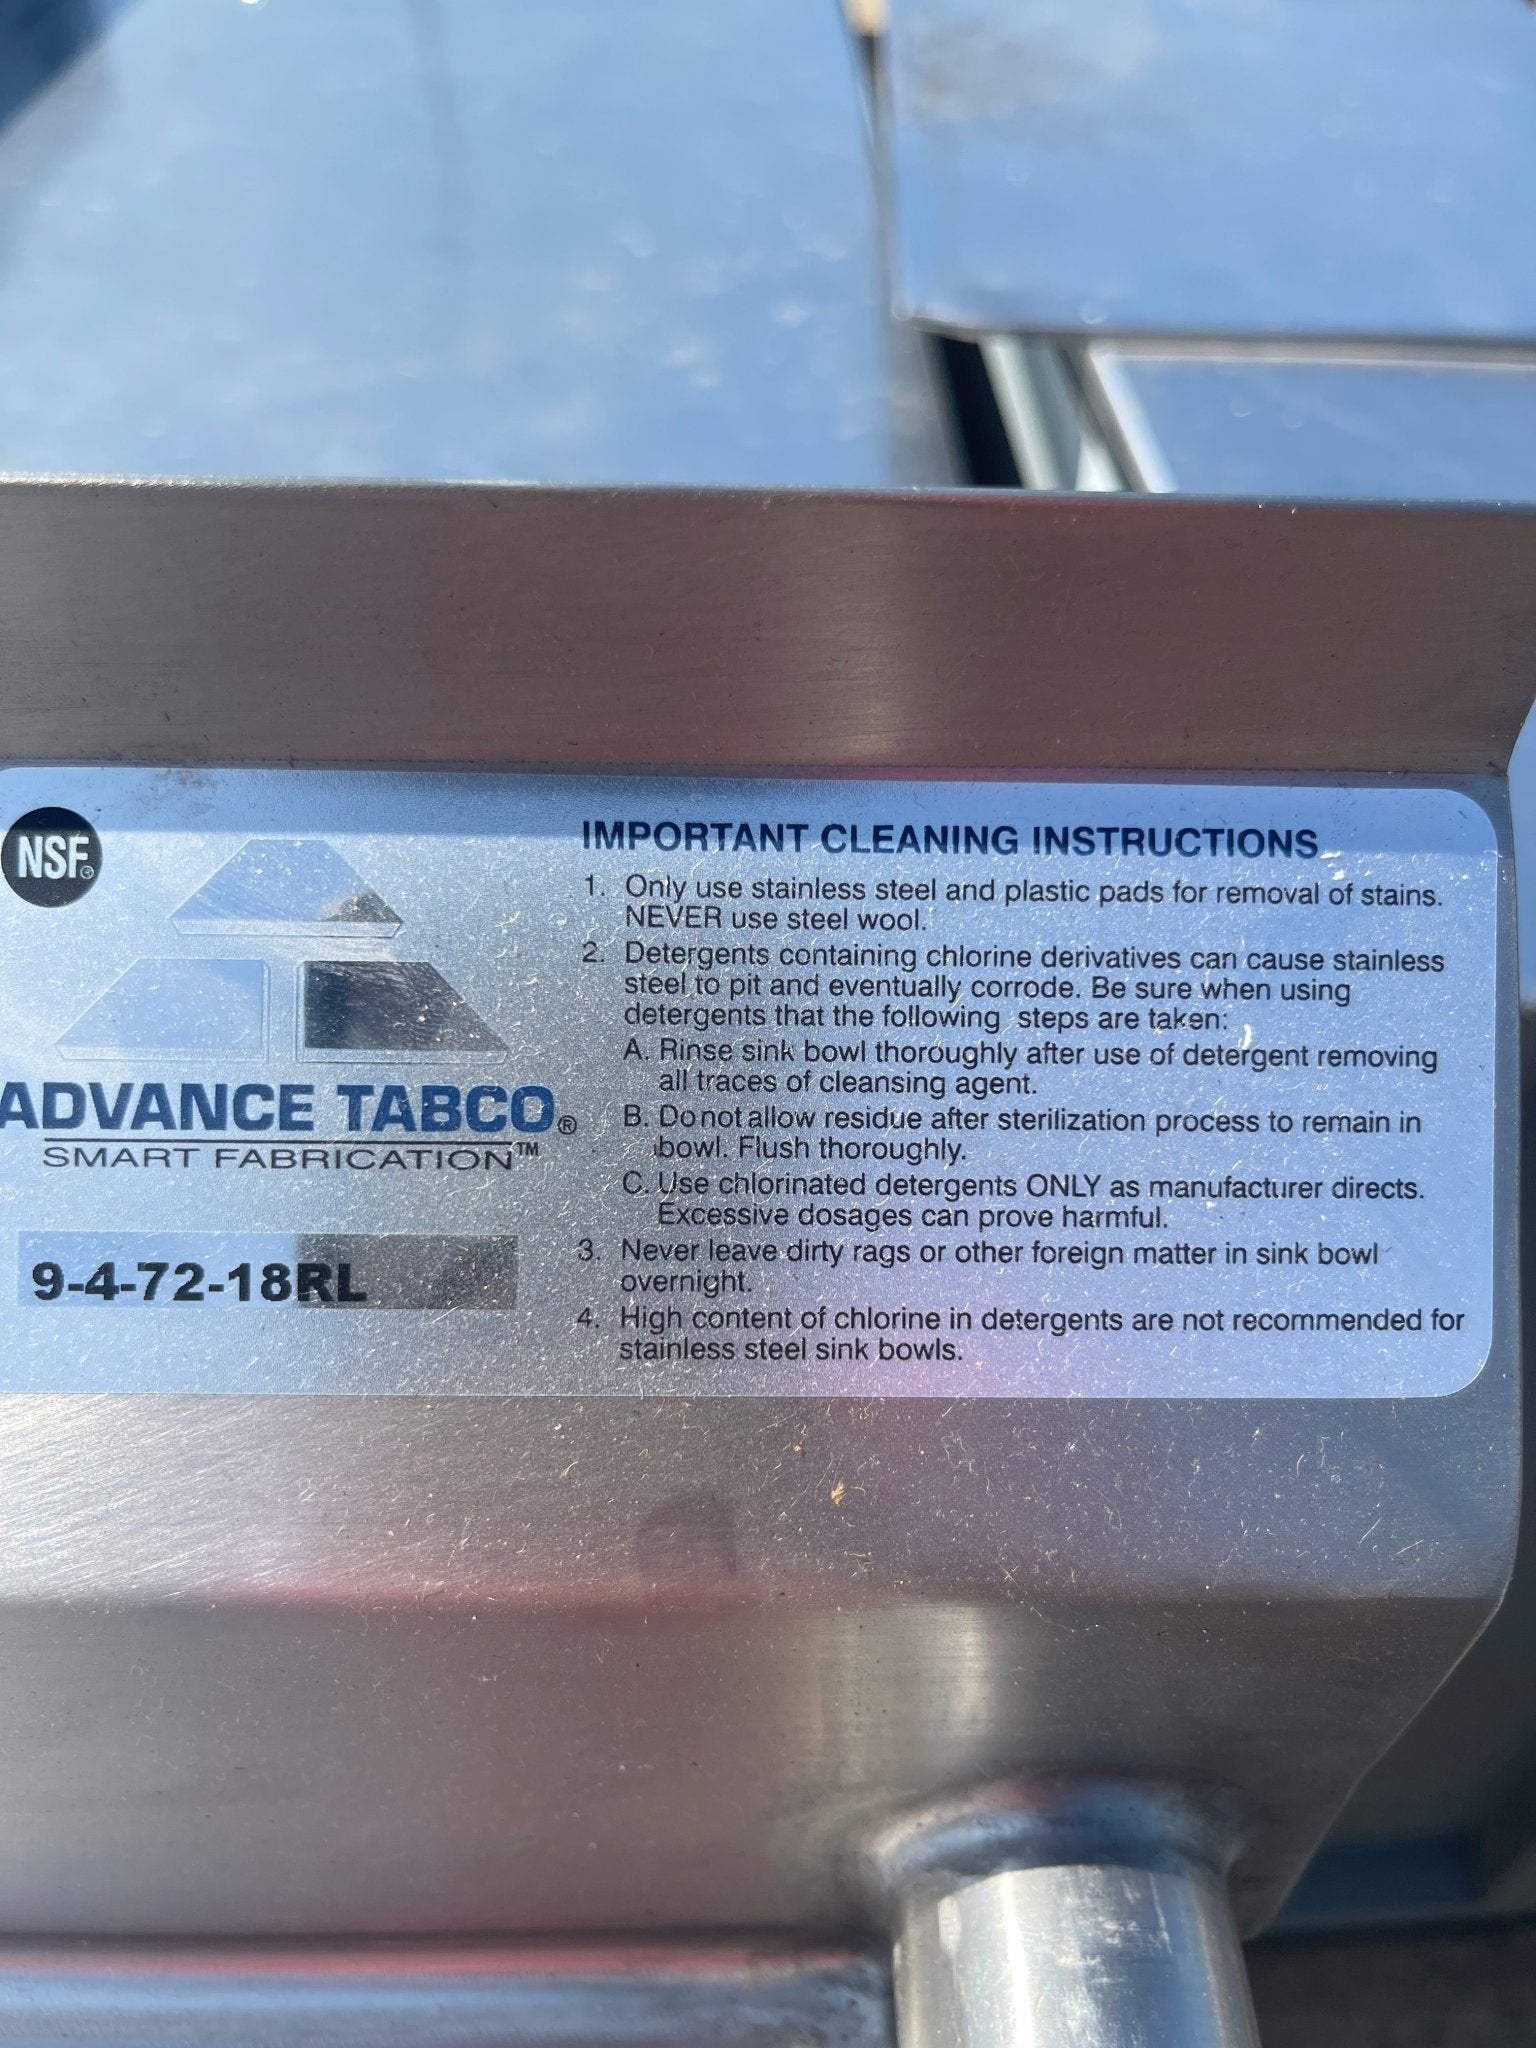 NSF®
ADVANCE TABCO®
SMART FABRICATION™
9-4-72-18RL
IMPORTANT CLEANING INSTRUCTIONS
1. Only use stainless steel and plastic pads for removal of stains.
NEVER use steel wool.
2. Detergents containing chlorine derivatives can cause stainless
steel to pit and eventually corrode. Be sure when using
detergents that the following steps are taken:
A. Rinse sink bowl thoroughly after use of detergent removing
all traces of cleansing agent.
B. Do not allow residue after sterilization process to remain in
bowl. Flush thoroughly.
C. Use chlorinated detergents ONLY as manufacturer directs.
Excessive dosages can prove harmful.
3. Never leave dirty rags or other foreign matter in sink bowl
overnight.
4. High content of chlorine in detergents are not recommended for
stainless steel sink bowls.